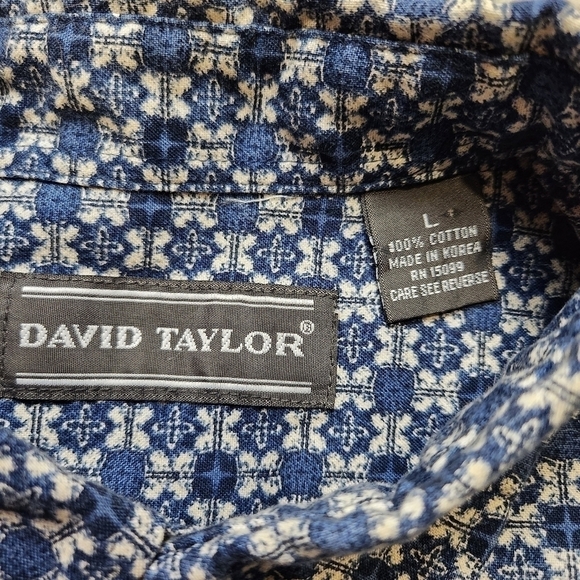 DAVID TAYLOR®
L
100% COTTON
MADE IN KOREA
RN 15099
CARE SEE REVERSE